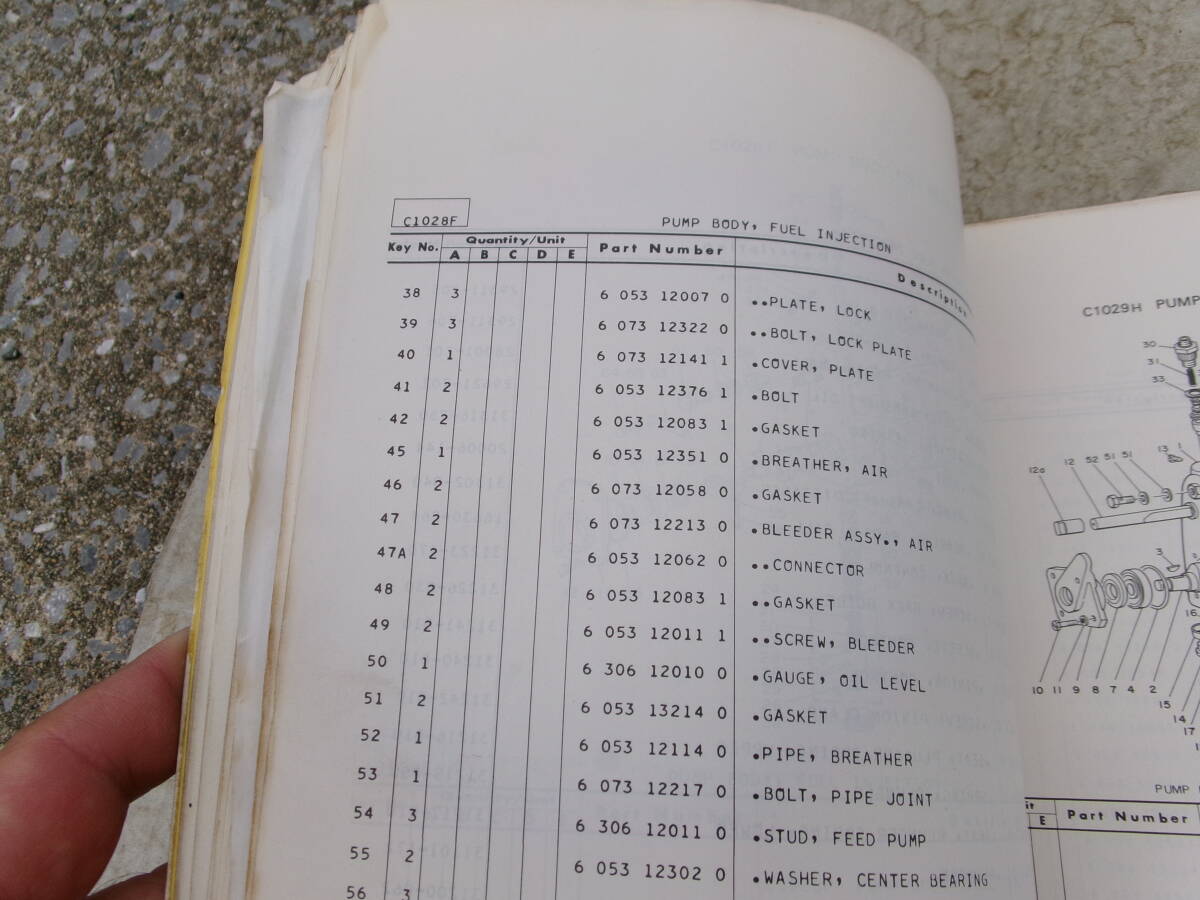 C1028F
PUMP BODY, FUEL INJECTION
Key No. Quantity/Unit Part Number Description
A B C D E
38 3 6 053 12007 0 ..PLATE, LOCK
39 3 6 073 12322 0 ..BOLT, LOCK PLATE
40 1 6 073 12141 1 .COVER, PLATE
41 2 6 053 12376 1 .BOLT
42 2 6 053 12083 1 .GASKET
45 1 6 053 12351 0 .BREATHER, AIR
46 2 6 073 12058 0 .GASKET
47 2 6 073 12213 0 .BLEEDER ASSY., AIR
47A 2 6 053 12062 0 ..CONNECTOR
48 2 6 053 12083 1 ..GASKET
49 2 6 053 12011 1 ..SCREW, BLEEDER
50 1 6 306 12010 0 .GAUGE, OIL LEVEL
51 2 6 053 13214 0 .GASKET
52 1 6 053 12114 0 .PIPE, BREATHER
53 1 6 073 12217 0 .BOLT, PIPE JOINT
54 3 6 306 12011 0 .STUD, FEED PUMP
55 2 6 053 12302 0 .WASHER, CENTER BEARING
56 3
C1029H PUMP
30
31
33
12a 12 52 51 51 13 1
3
16
10 11 9 8 7 4 2
15
14
17
PUMP
E Part Number